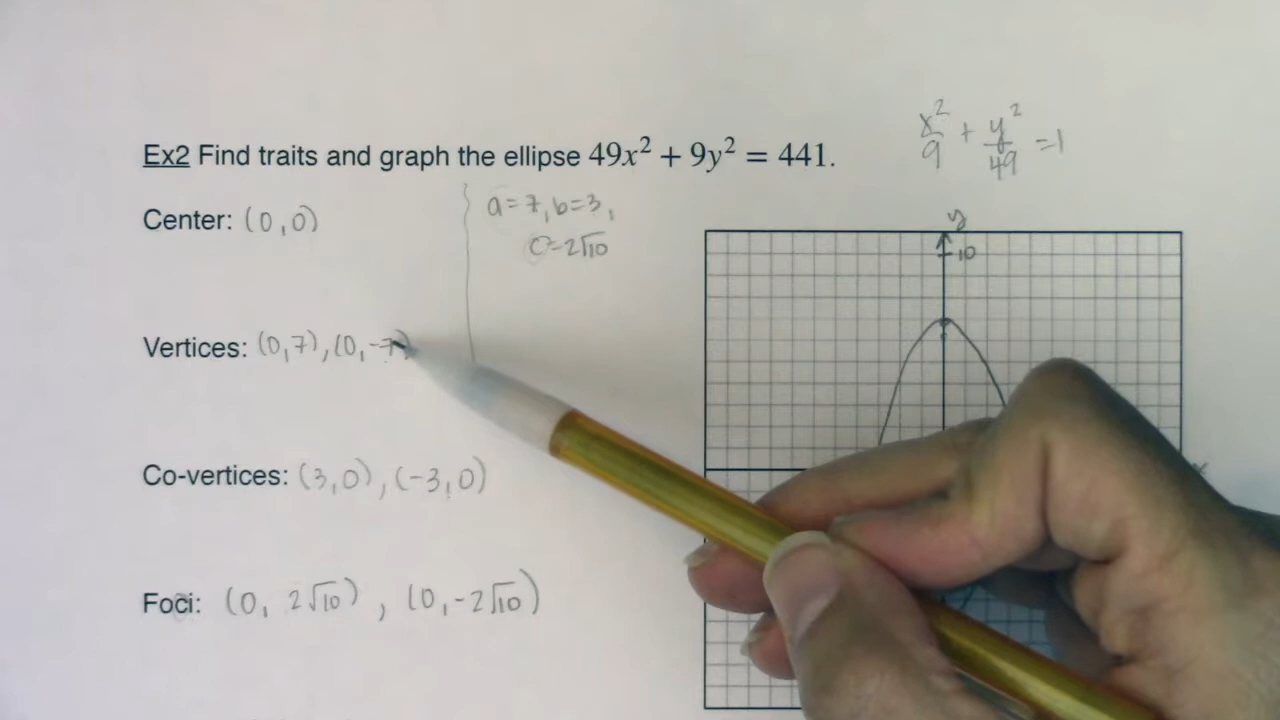 Ex2 Find traits and graph the ellipse 49x² + 9y² = 441.
x²/9 + y²/49 = 1
Center: (0,0)
a=7, b=3,
c=2√10
y
10
Vertices: (0,7), (0,-7)
x
Co-vertices: (3,0), (-3,0)
Foci: (0, 2√10), (0,-2√10)